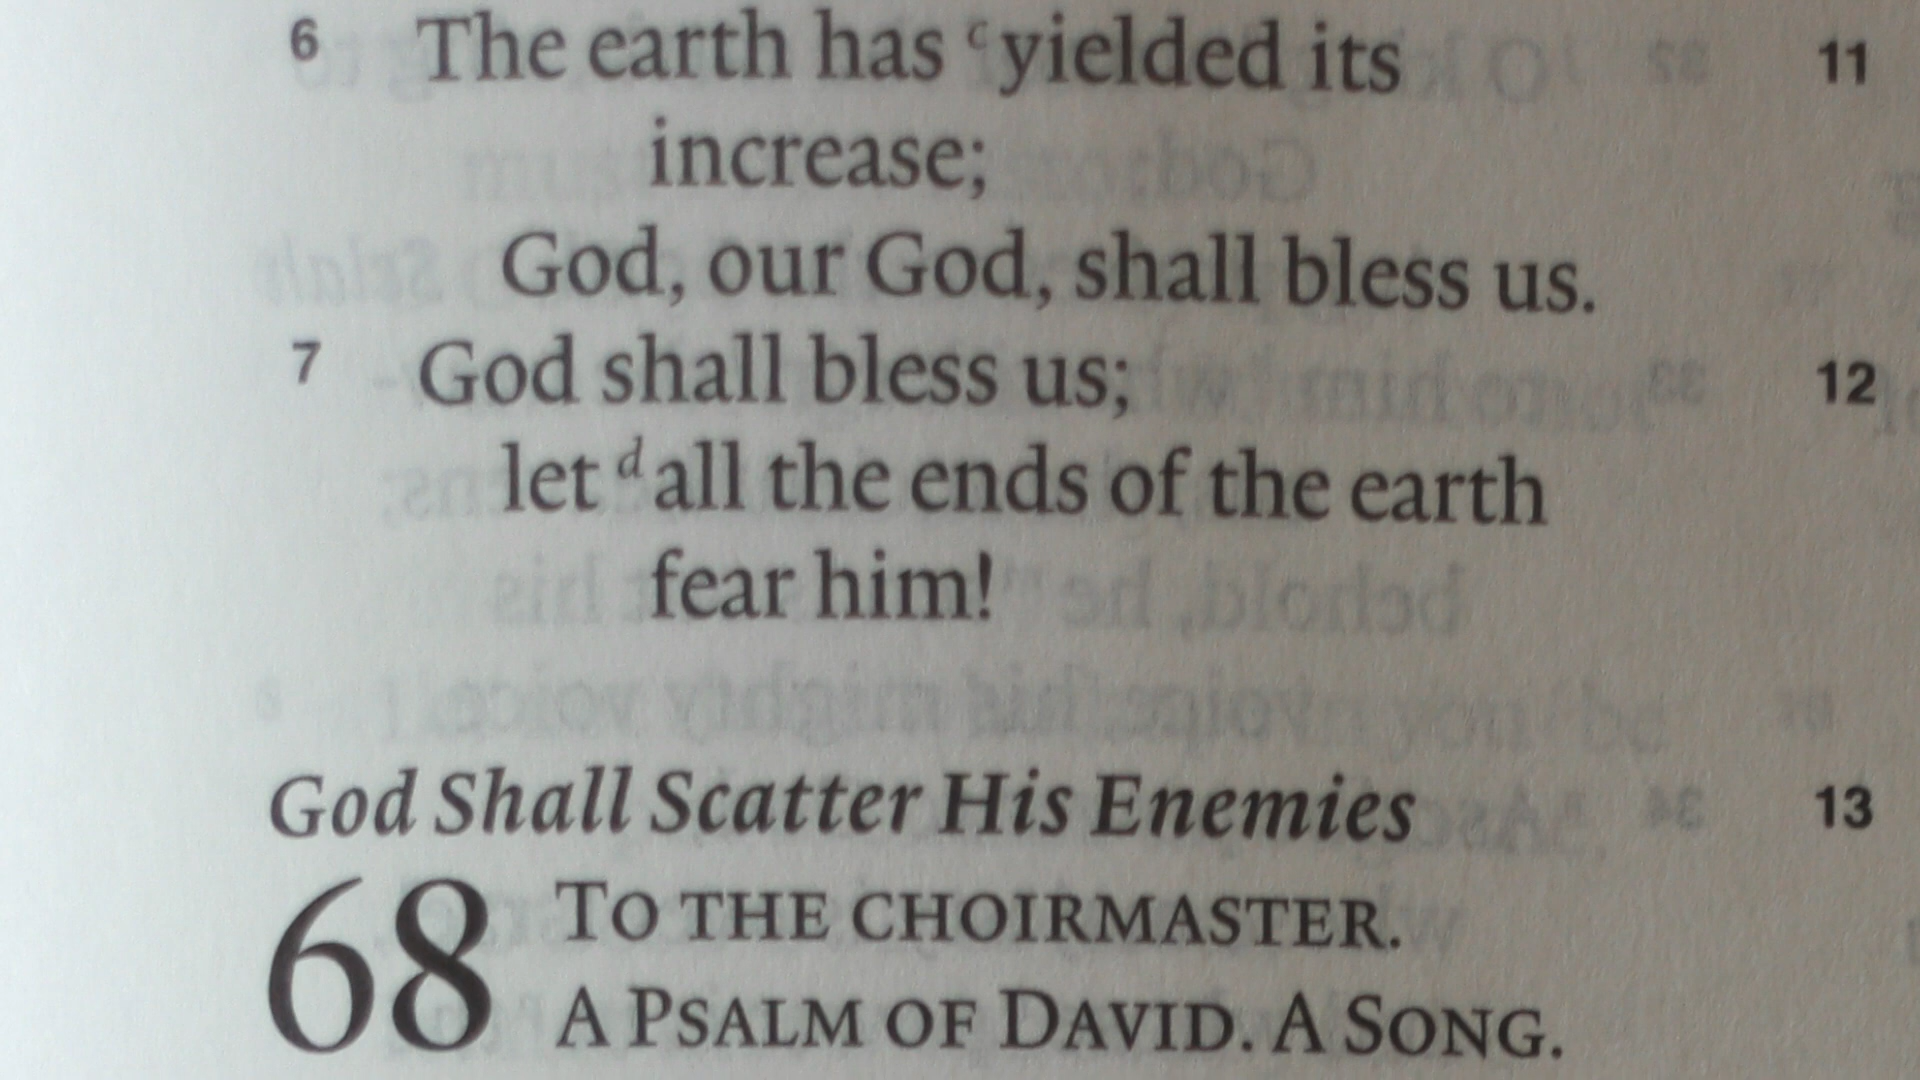 6 The earth has ᶜyielded its
increase;
God, our God, shall bless us.
7 God shall bless us;
let ᵈall the ends of the earth
fear him!
God Shall Scatter His Enemies
68 TO THE CHOIRMASTER.
A PSALM OF DAVID. A SONG.
11
12
13